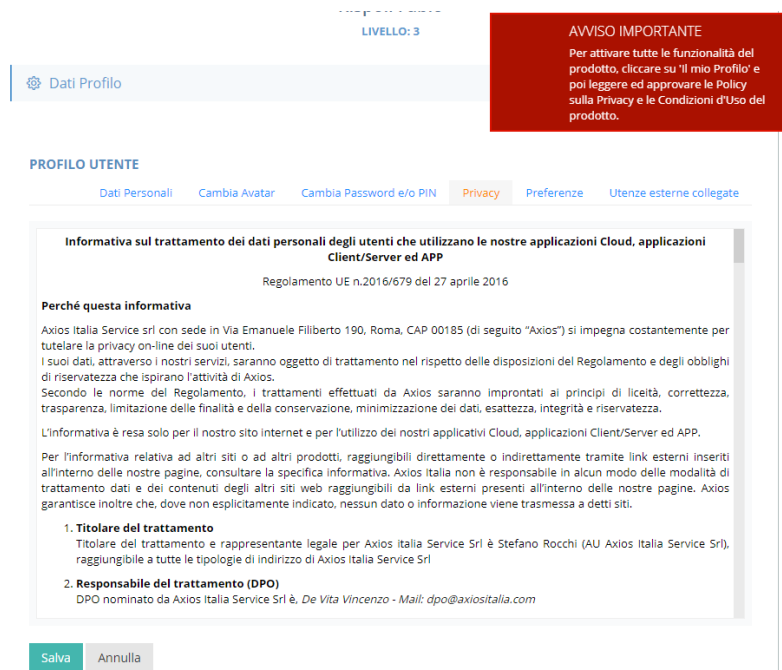 LIVELLO: 3
AVVISO IMPORTANTE
Per attivare tutte le funzionalità del
prodotto, cliccare su 'Il mio Profilo' e
poi leggere ed approvare le Policy
sulla Privacy e le Condizioni d'Uso del
prodotto.
Dati Profilo
PROFILO UTENTE
Dati Personali Cambia Avatar Cambia Password e/o PIN Privacy Preferenze Utenze esterne collegate
Informativa sul trattamento dei dati personali degli utenti che utilizzano le nostre applicazioni Cloud, applicazioni
Client/Server ed APP
Regolamento UE n.2016/679 del 27 aprile 2016
Perché questa informativa
Axios Italia Service srl con sede in Via Emanuele Filiberto 190, Roma, CAP 00185 (di seguito “Axios”) si impegna costantemente per
tutelare la privacy on-line dei suoi utenti.
I suoi dati, attraverso i nostri servizi, saranno oggetto di trattamento nel rispetto delle disposizioni del Regolamento e degli obblighi
di riservatezza che ispirano l'attività di Axios.
Secondo le norme del Regolamento, i trattamenti effettuati da Axios saranno improntati ai principi di liceità, correttezza,
trasparenza, limitazione delle finalità e della conservazione, minimizzazione dei dati, esattezza, integrità e riservatezza.
L’informativa è resa solo per il nostro sito internet e per l’utilizzo dei nostri applicativi Cloud, applicazioni Client/Server ed APP.
Per l’informativa relativa ad altri siti o ad altri prodotti, raggiungibili direttamente o indirettamente tramite link esterni inseriti
all’interno delle nostre pagine, consultare la specifica informativa. Axios Italia non è responsabile in alcun modo delle modalità di
trattamento dati e dei contenuti degli altri siti web raggiungibili da link esterni presenti all’interno delle nostre pagine. Axios
garantisce inoltre che, dove non esplicitamente indicato, nessun dato o informazione viene trasmessa a detti siti.
1. Titolare del trattamento
Titolare del trattamento e rappresentante legale per Axios italia Service Srl è Stefano Rocchi (AU Axios Italia Service Srl),
raggiungibile a tutte le tipologie di indirizzo di Axios Italia Service Srl
2. Responsabile del trattamento (DPO)
DPO nominato da Axios Italia Service Srl è, De Vita Vincenzo - Mail: dpo@axiositalia.com
Salva Annulla